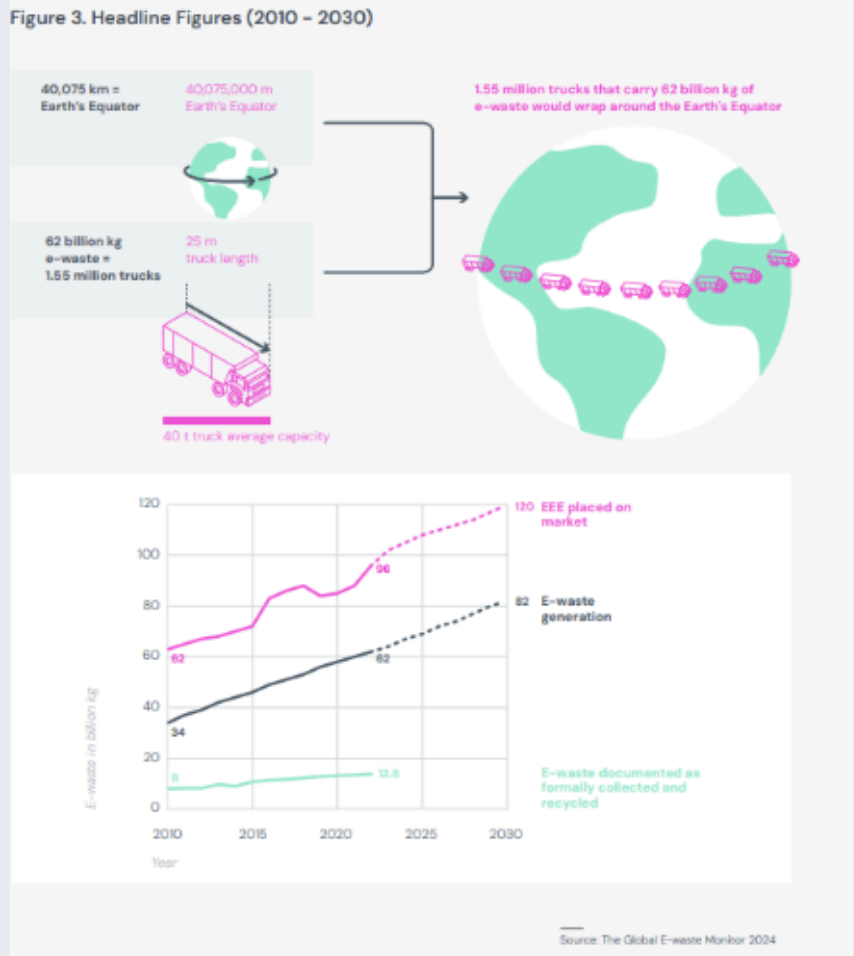 Figure 3. Headline Figures (2010 - 2030)
40,075 km =
Earth's Equator
40,075,000 m
Earth's Equator
62 billion kg
e-waste =
1.55 million trucks
25 m
truck length
40 t truck average capacity
1.55 million trucks that carry 62 billion kg of
e-waste would wrap around the Earth's Equator
E-waste in billion kg
120
100
80
60
40
20
0
62
96
120 EEE placed on
market
34
62
82 E-waste
generation
8
13.8
E-waste documented as
formally collected and
recycled
2010 2015 2020 2025 2030
Year
Source: The Global E-waste Monitor 2024